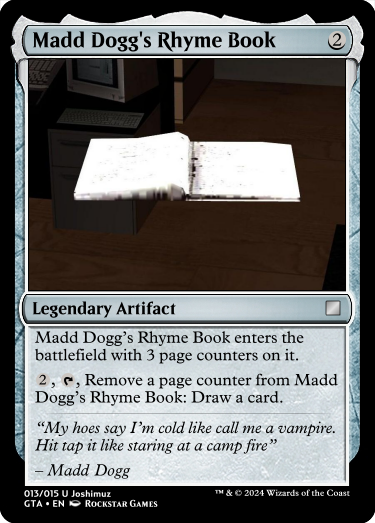 Madd Dogg's Rhyme Book 2
Legendary Artifact
Madd Dogg's Rhyme Book enters the
battlefield with 3 page counters on it.
2, , Remove a page counter from Madd
Dogg's Rhyme Book: Draw a card.
"My hoes say I'm cold like call me a vampire.
Hit tap it like staring at a camp fire"
– Madd Dogg
013/015 U Joshimuz ™ & © 2024 Wizards of the Coast
GTA • EN Rockstar Games